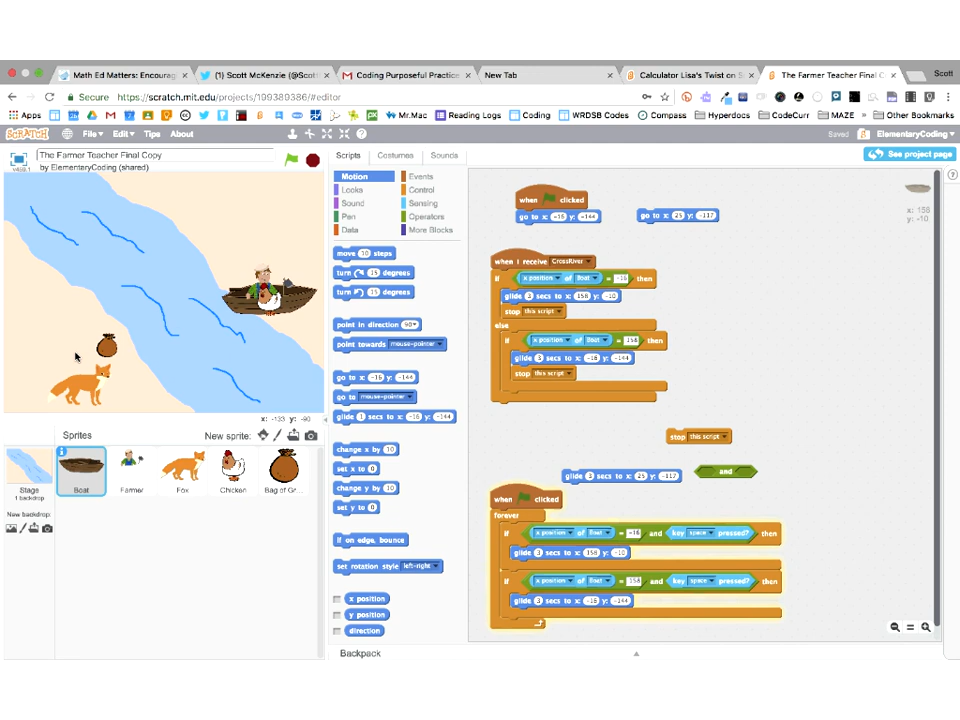 Math Ed Matters: Encouragi
(1) Scott McKenzie (@Scott
Coding Purposeful Practice
New Tab
Calculator Lisa's Twist on S
The Farmer Teacher Final C
Scott
Secure https://scratch.mit.edu/projects/199389386/#editor
Apps
Mr.Mac
Reading Logs
Coding
WRDSB Codes
Compass
Hyperdocs
CodeCurr
MAZE
» Other Bookmarks
SCRATCH
File
Edit
Tips
About
Saved
ElementaryCoding
The Farmer Teacher Final Copy
by ElementaryCoding (shared)
Scripts
Costumes
Sounds
See project page
Motion
Events
Looks
Control
Sound
Sensing
Pen
Operators
Data
More Blocks
move 10 steps
turn 15 degrees
turn 15 degrees
point in direction 90
point towards mouse-pointer
go to x: -16 y: -144
go to mouse-pointer
glide 1 secs to x: -16 y: -144
change x by 10
set x to 0
change y by 10
set y to 0
if on edge, bounce
set rotation style left-right
x position
y position
direction
when clicked
go to x: -16 y: -144
go to x: 25 y: -117
x: 158
y: -10
when I receive CrossRiver
if x position of Boat = -16 then
glide 3 secs to x: 158 y: -10
stop this script
else
if x position of Boat = 158 then
glide 3 secs to x: -16 y: -144
stop this script
stop this script
glide 3 secs to x: 25 y: -117
and
when clicked
forever
if x position of Boat = -16 and key space pressed? then
glide 3 secs to x: 158 y: -10
if x position of Boat = 158 and key space pressed? then
glide 3 secs to x: -16 y: -144
x: -133 y: -90
Sprites
New sprite:
Stage
1 backdrop
New backdrop:
Boat
Farmer
Fox
Chicken
Bag of Gr...
Backpack